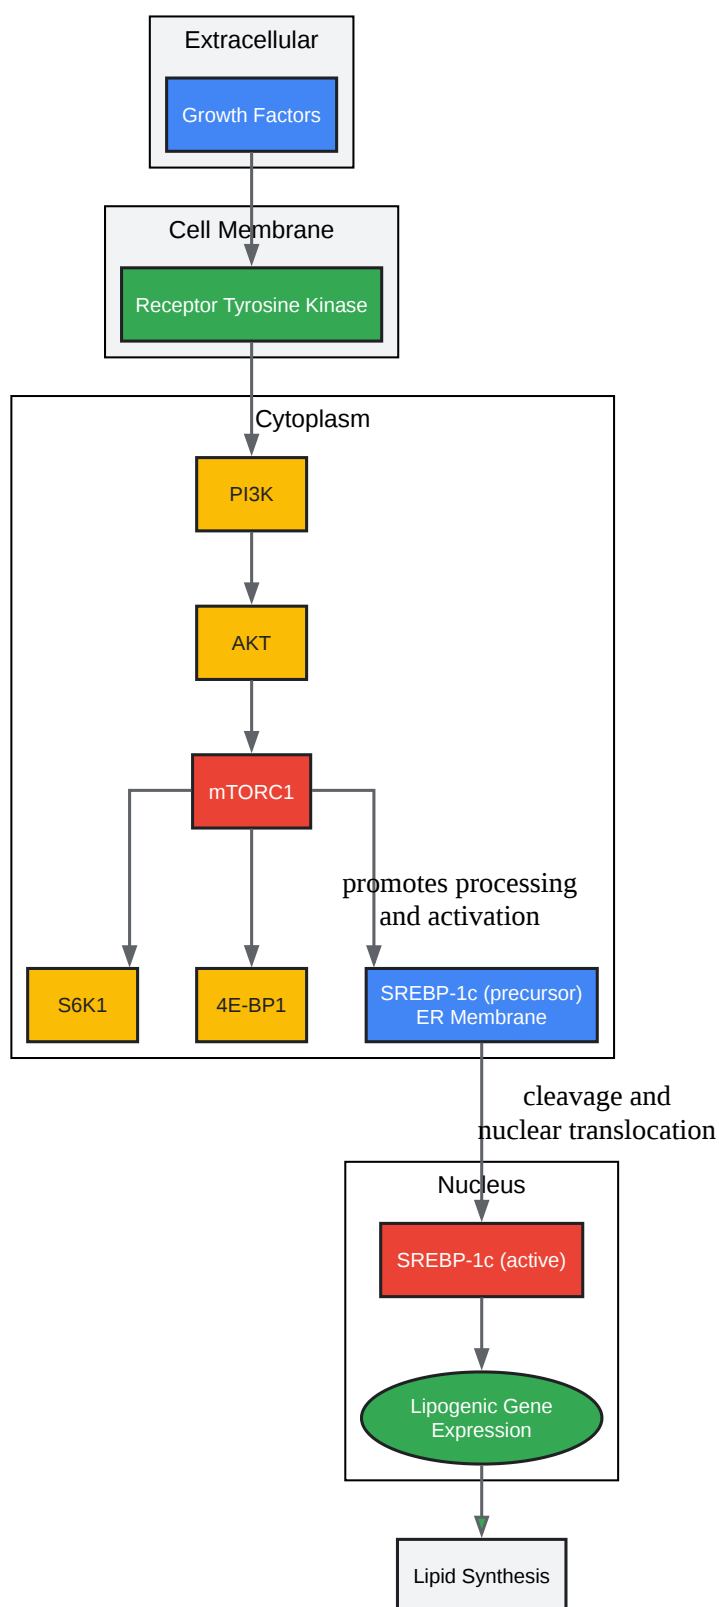 Extracellular
Growth Factors
Cell Membrane
Receptor Tyrosine Kinase
Cytoplasm
PI3K
AKT
mTORC1
promotes processing
and activation
S6K1
4E-BP1
SREBP-1c (precursor)
ER Membrane
cleavage and
nuclear translocation
Nucleus
SREBP-1c (active)
Lipogenic Gene
Expression
Lipid Synthesis